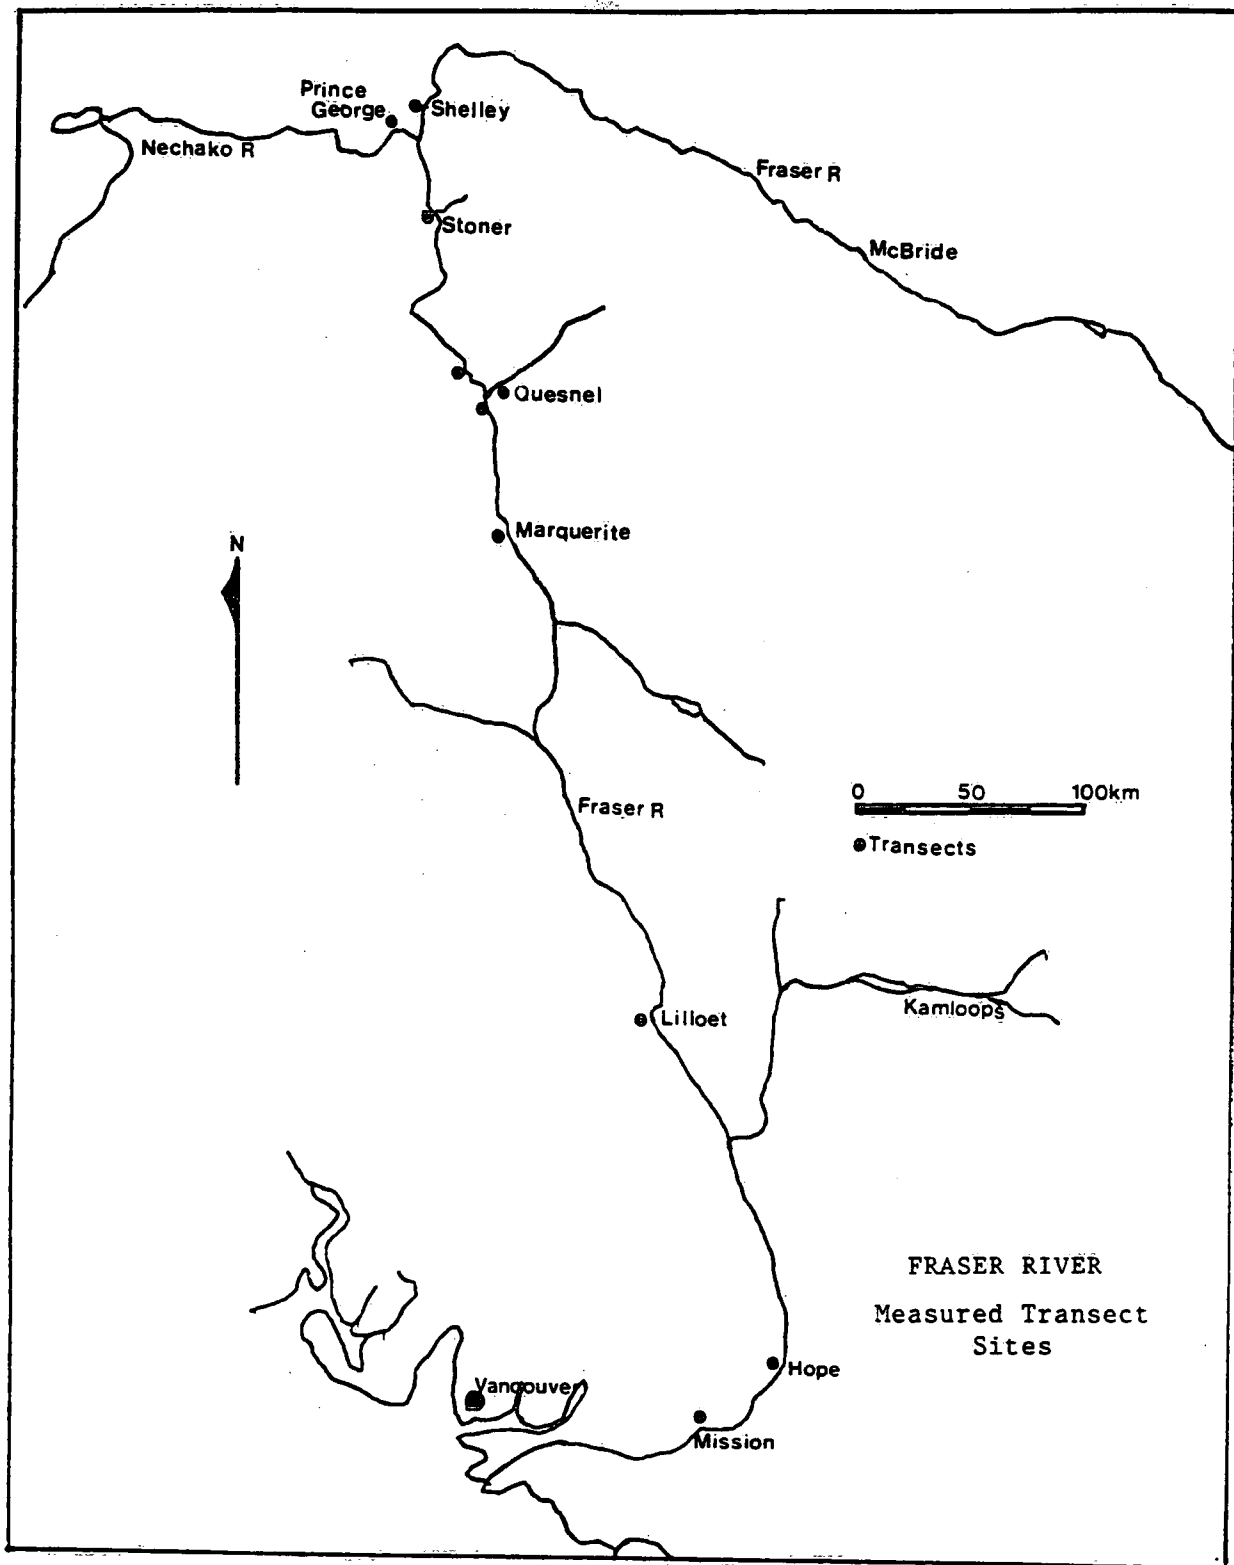 Prince
George
Shelley
Nechako R
Fraser R
Stoner
McBride
Quesnel
Marquerite
N
Fraser R
0 50 100km
Transects
Kamloops
Lilloet
FRASER RIVER
Measured Transect
Sites
Hope
Vancouver
Mission